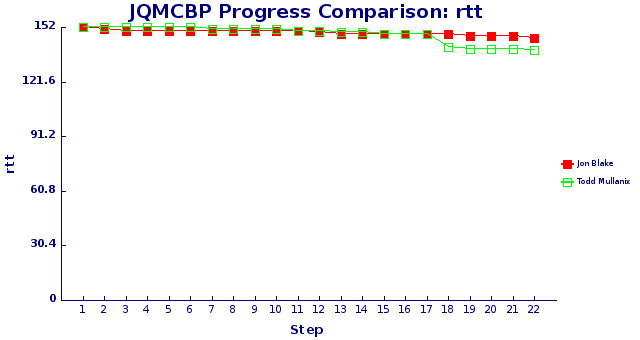 JQMCBP Progress Comparison: rtt
152
121.6
91.2
60.8
30.4
0
rtt
1 2 3 4 5 6 7 8 9 10 11 12 13 14 15 16 17 18 19 20 21 22
Step
Jon Blake
Todd Mullanix